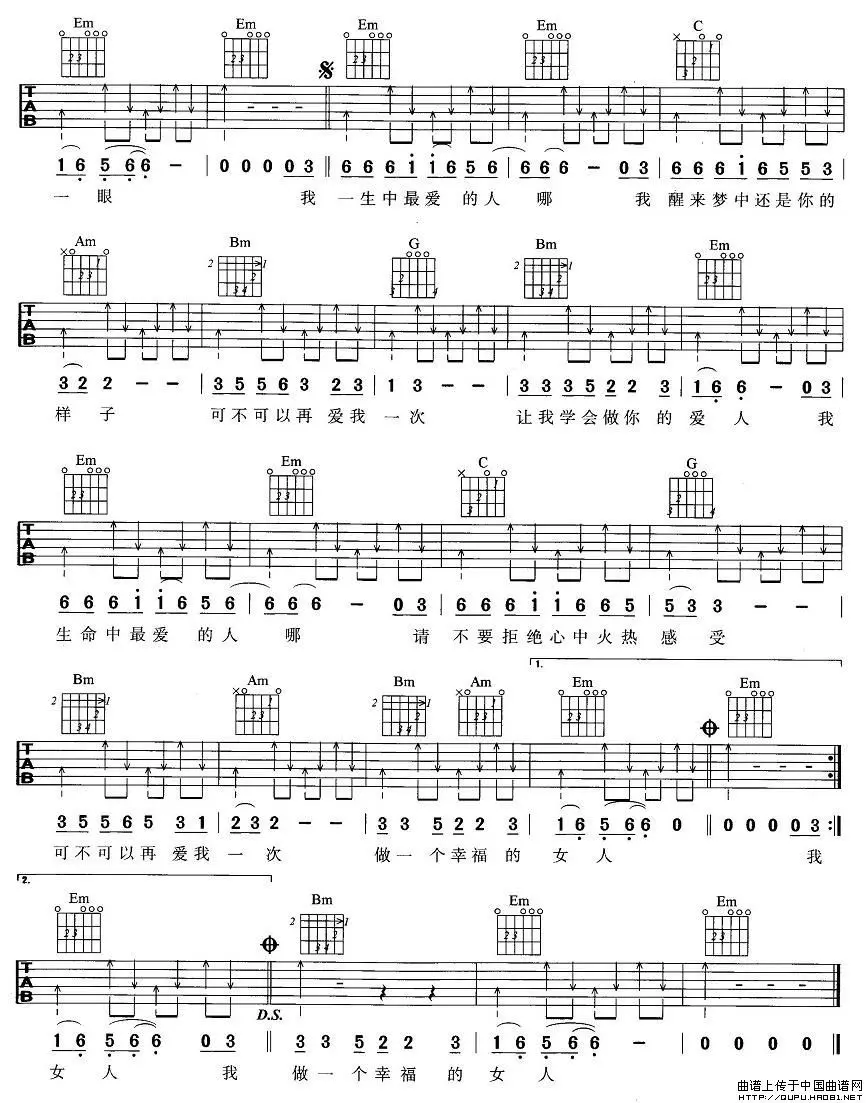 Em Em Em Em C
T A B
1 6 5 6 6 - | 0 0 0 0 3 || 6 6 6 i i 6 5 6 | 6 6 6 - 0 3 | 6 6 6 i 6 5 5 3 |
一 眼 我 一生中最爱 的人 哪 我 醒来梦中还是你的
Am Bm G Bm Em
2 1 2 1
T A B
3 2 2 - - | 3 5 5 6 3 2 3 | 1 3 - - | 3 3 3 5 2 2 3 | 1 6 6 - 0 3 |
样 子 可不可以再爱我 一次 让我学会做你的 爱 人 我
Em Em C G
T A B
6 6 6 i i 6 5 6 | 6 6 6 - 0 3 | 6 6 6 i i 6 6 5 | 5 3 3 - - |
生命中最爱 的人 哪 请 不要拒绝心中火热 感 受
1.
Bm Am Bm Am Em Em
2 1 2 1
T A B
3 5 5 6 5 3 1 | 2 3 2 - - | 3 3 5 2 2 3 | 1 6 5 6 6 0 || 0 0 0 0 3 :||
可不可以再 爱我 一 次 做一个幸福的 女 人 我
2.
Em Bm Em Em
2 1
T A B
D.S.
1 6 5 6 6 0 3 || 3 3 5 2 2 3 | 1 6 5 6 6 - | 0 0 0 0 ||
女 人 我 做一个幸福 的 女 人
曲谱上传于中国曲谱网
HTTP://QUPU.HAO81.NET